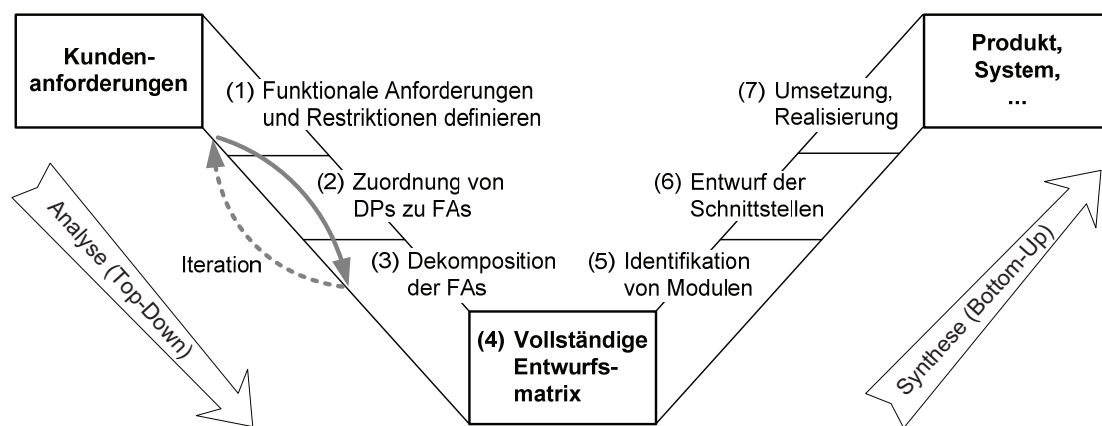 Kunden-
anforderungen
(1) Funktionale Anforderungen
und Restriktionen definieren
(2) Zuordnung von
DPs zu FAs
(3) Dekomposition
der FAs
Iteration
Analyse (Top-Down)
(4) Vollständige
Entwurfs-
matrix
(5) Identifikation
von Modulen
(6) Entwurf der
Schnittstellen
(7) Umsetzung,
Realisierung
Produkt,
System,
...
Synthese (Bottom-Up)